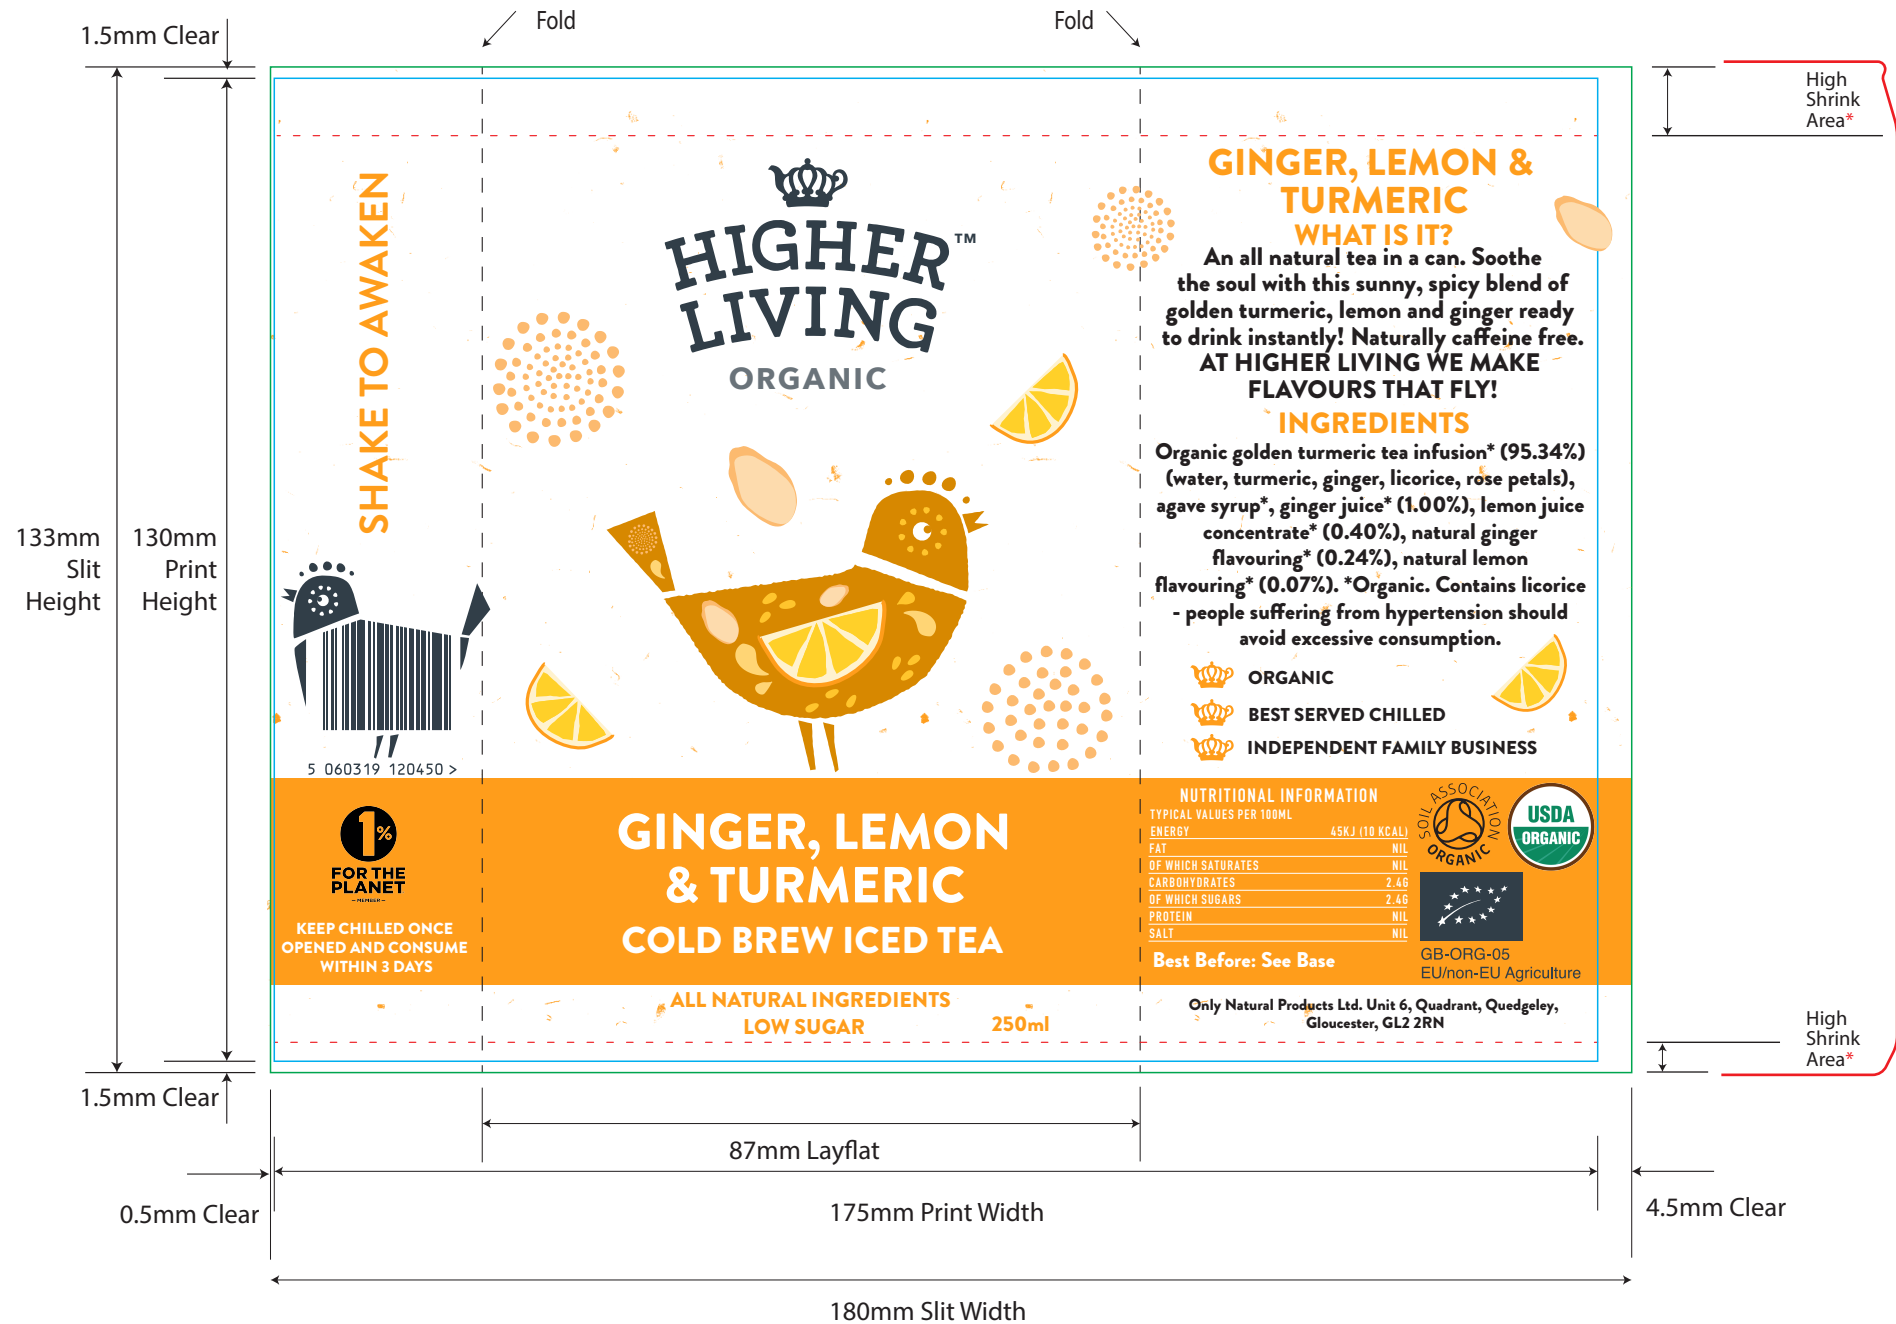 Fold
Fold
1.5mm Clear
High
Shrink
Area*
133mm
Slit
Height
130mm
Print
Height
SHAKE TO AWAKEN
5 060319 120450 >
1%
FOR THE
PLANET
– MEMBER –
KEEP CHILLED ONCE
OPENED AND CONSUME
WITHIN 3 DAYS
HIGHER™
LIVING
ORGANIC
GINGER, LEMON
& TURMERIC
COLD BREW ICED TEA
ALL NATURAL INGREDIENTS
LOW SUGAR
250ml
GINGER, LEMON &
TURMERIC
WHAT IS IT?
An all natural tea in a can. Soothe
the soul with this sunny, spicy blend of
golden turmeric, lemon and ginger ready
to drink instantly! Naturally caffeine free.
AT HIGHER LIVING WE MAKE
FLAVOURS THAT FLY!
INGREDIENTS
Organic golden turmeric tea infusion* (95.34%)
(water, turmeric, ginger, licorice, rose petals),
agave syrup*, ginger juice* (1.00%), lemon juice
concentrate* (0.40%), natural ginger
flavouring* (0.24%), natural lemon
flavouring* (0.07%). *Organic. Contains licorice
- people suffering from hypertension should
avoid excessive consumption.
ORGANIC
BEST SERVED CHILLED
INDEPENDENT FAMILY BUSINESS
NUTRITIONAL INFORMATION
TYPICAL VALUES PER 100ML
ENERGY 45KJ (10 KCAL)
FAT NIL
OF WHICH SATURATES NIL
CARBOHYDRATES 2.4G
OF WHICH SUGARS 2.4G
PROTEIN NIL
SALT NIL
Best Before: See Base
SOIL ASSOCIATION
ORGANIC
USDA
ORGANIC
GB-ORG-05
EU/non-EU Agriculture
Only Natural Products Ltd. Unit 6, Quadrant, Quedgeley,
Gloucester, GL2 2RN
High
Shrink
Area*
1.5mm Clear
87mm Layflat
0.5mm Clear
175mm Print Width
4.5mm Clear
180mm Slit Width